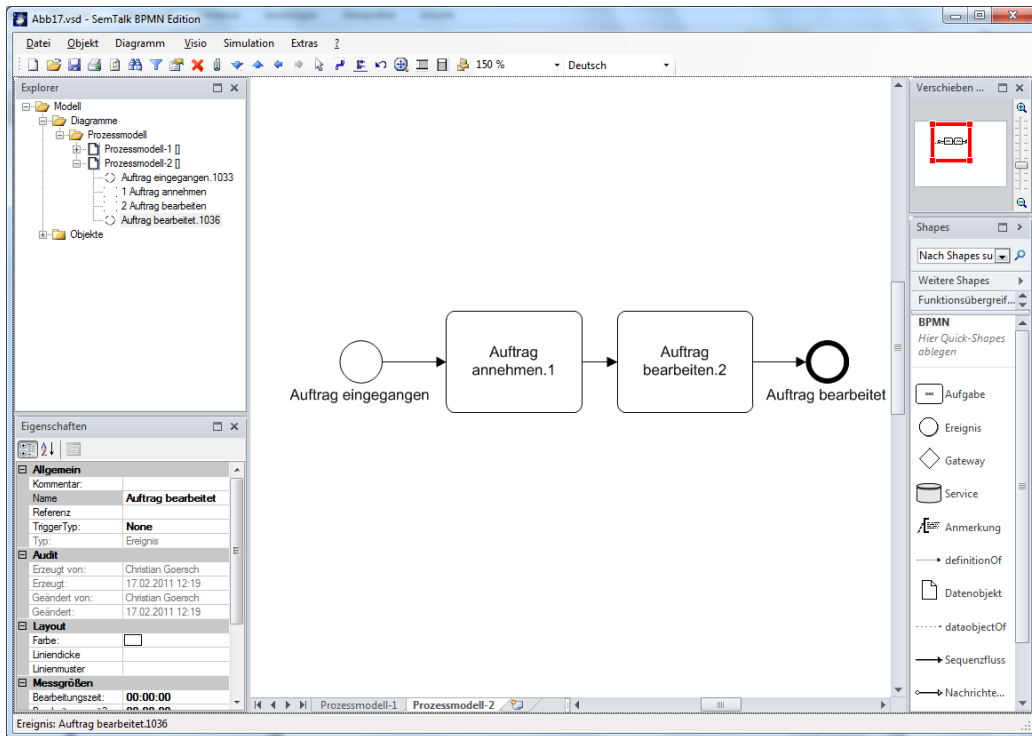 Abb17.vsd - SemTalk BPMN Edition
Datei Objekt Diagramm Visio Simulation Extras ?
150 % Deutsch
Explorer
Modell
Diagramme
Prozessmodell
Prozessmodell-1 []
Prozessmodell-2 []
Auftrag eingegangen.1033
1 Auftrag annehmen
2 Auftrag bearbeiten
Auftrag bearbeitet.1036
Objekte
Eigenschaften
Allgemein
Kommentar:
Name Auftrag bearbeitet
Referenz
TriggerTyp: None
Typ: Ereignis
Audit
Erzeugt von: Christian Goersch
Erzeugt: 17.02.2011 12:19
Geändert von: Christian Goersch
Geändert: 17.02.2011 12:19
Layout
Farbe:
Liniendicke
Linienmuster
Messgrößen
Bearbeitungszeit: 00:00:00
Auftrag eingegangen
Auftrag
annehmen.1
Auftrag
bearbeiten.2
Auftrag bearbeitet
Prozessmodell-1 Prozessmodell-2
Verschieben ...
Shapes
Nach Shapes su
Weitere Shapes
Funktionsübergreif...
BPMN
Hier Quick-Shapes
ablegen
Aufgabe
Ereignis
Gateway
Service
Anmerkung
definitionOf
Datenobjekt
dataobjectOf
Sequenzfluss
Nachrichte...
Ereignis: Auftrag bearbeitet.1036